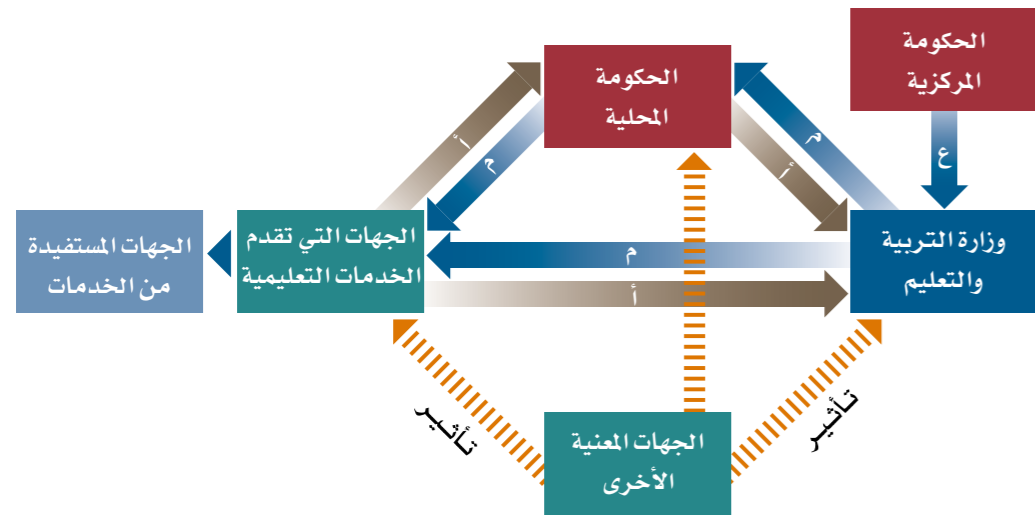 الحكومة
المركزية
الحكومة
المحلية
ع
م
أ
م
أ
وزارة التربية
والتعليم
الجهات التي تقدم
الخدمات التعليمية
الجهات المستفيدة
من الخدمات
م
أ
تأثير
تأثير
الجهات المعنية
الأخرى